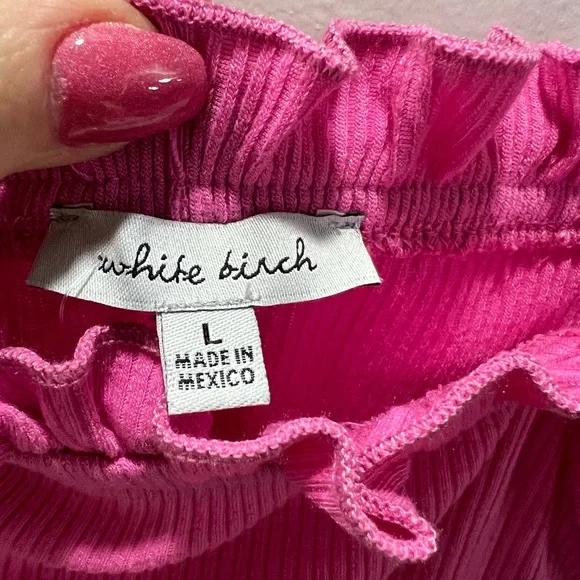 white birch
L
MADE IN
MEXICO